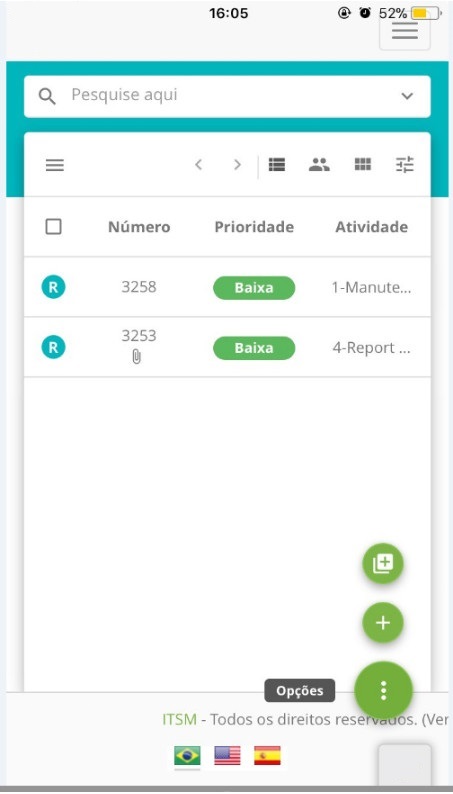 16:05
52%
Pesquise aqui
Número Prioridade Atividade
R 3258 Baixa 1-Manute...
R 3253 Baixa 4-Report ...
Opções
ITSM - Todos os direitos reservados. (Ver